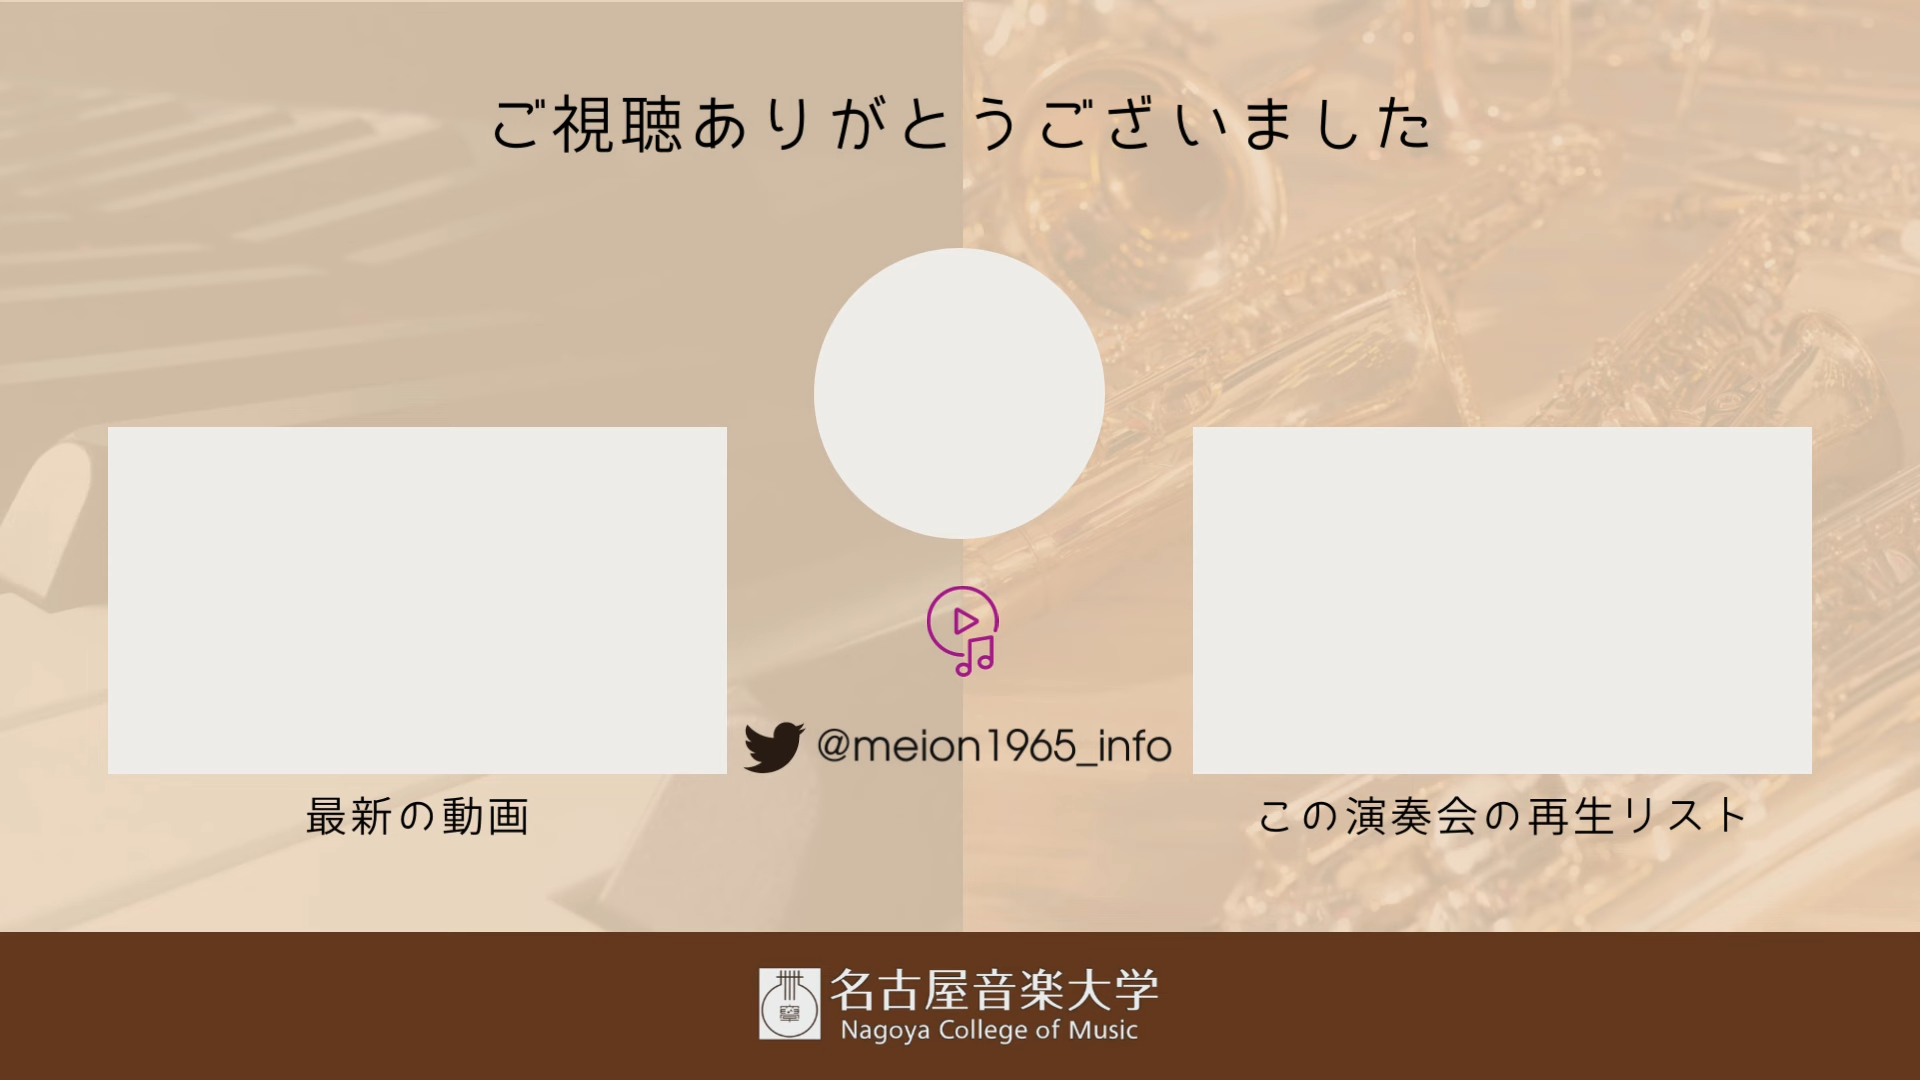 ご視聴ありがとうございました
@meion1965_info
最新の動画
この演奏会の再生リスト
名古屋音楽大学
Nagoya College of Music